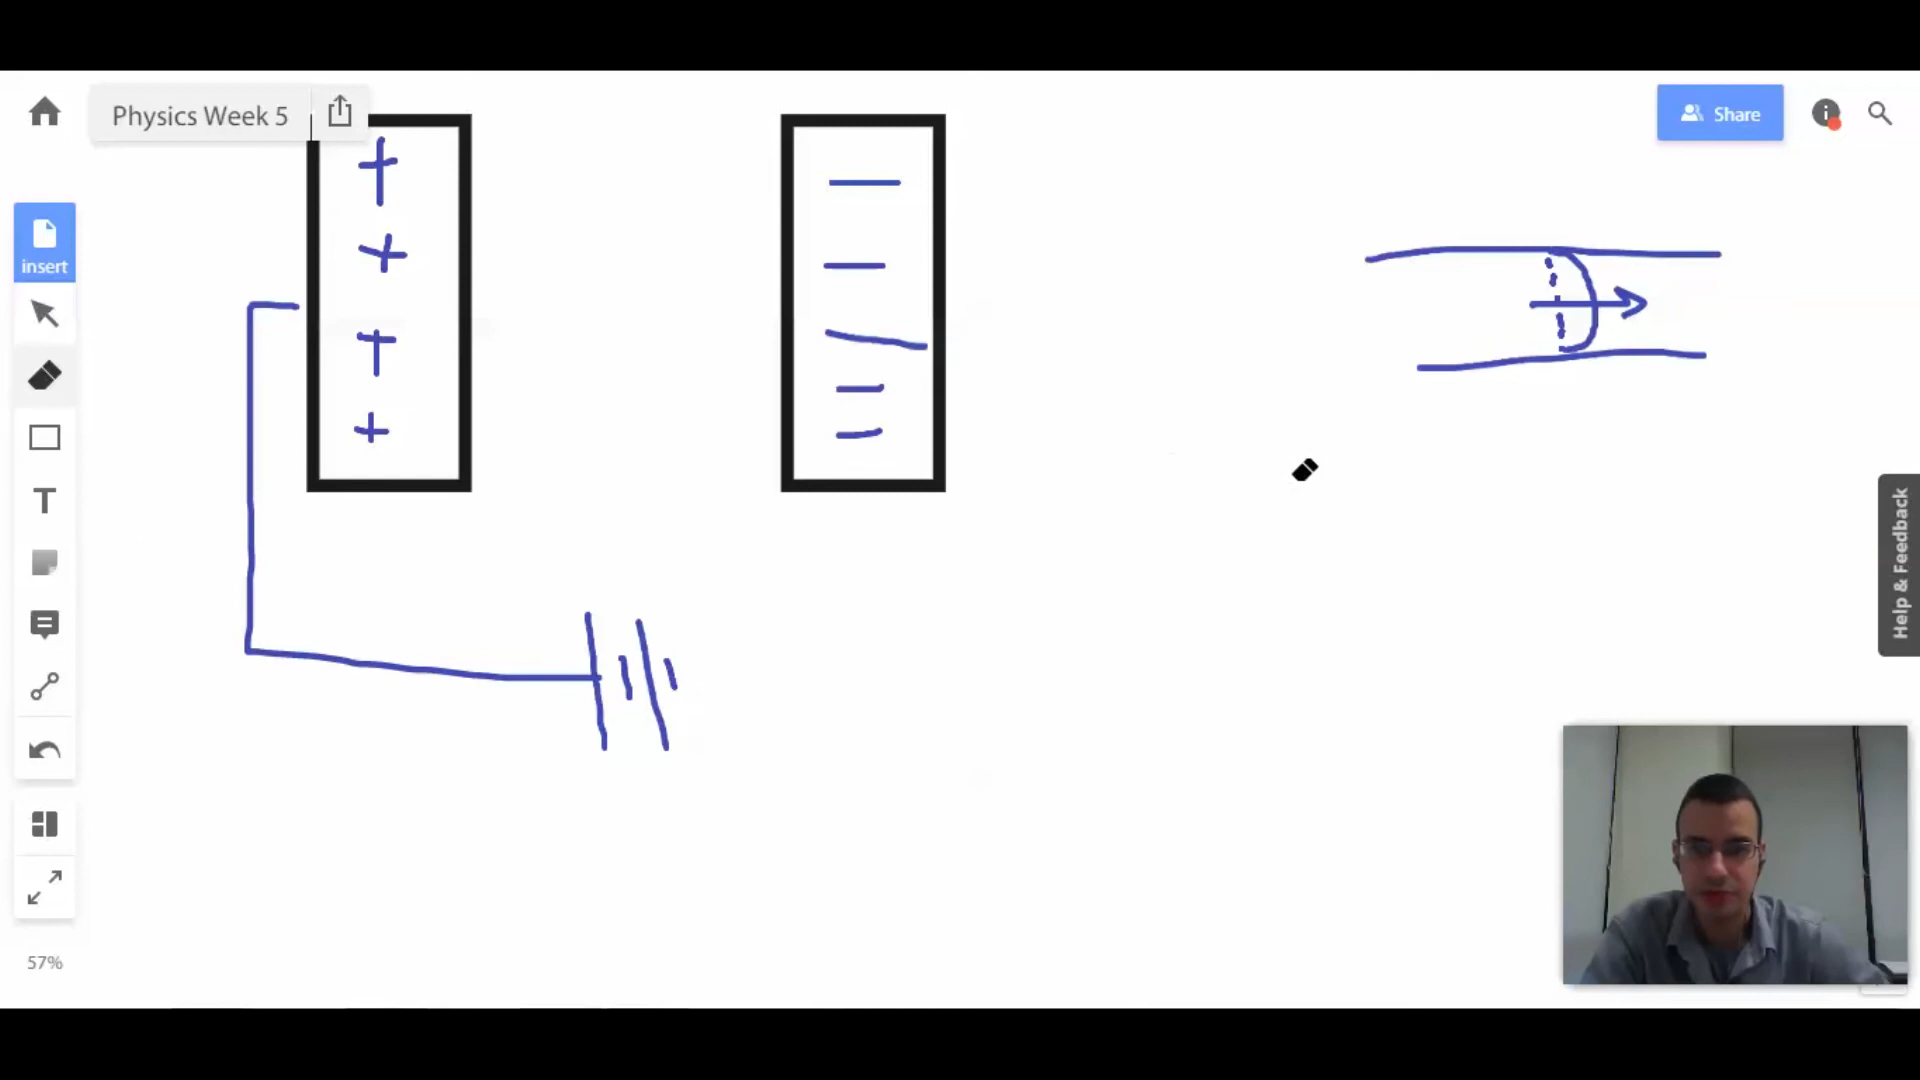 Physics Week 5
Share
insert
+
+
+
+
—
—
—
—
—
T
Help & Feedback
57%